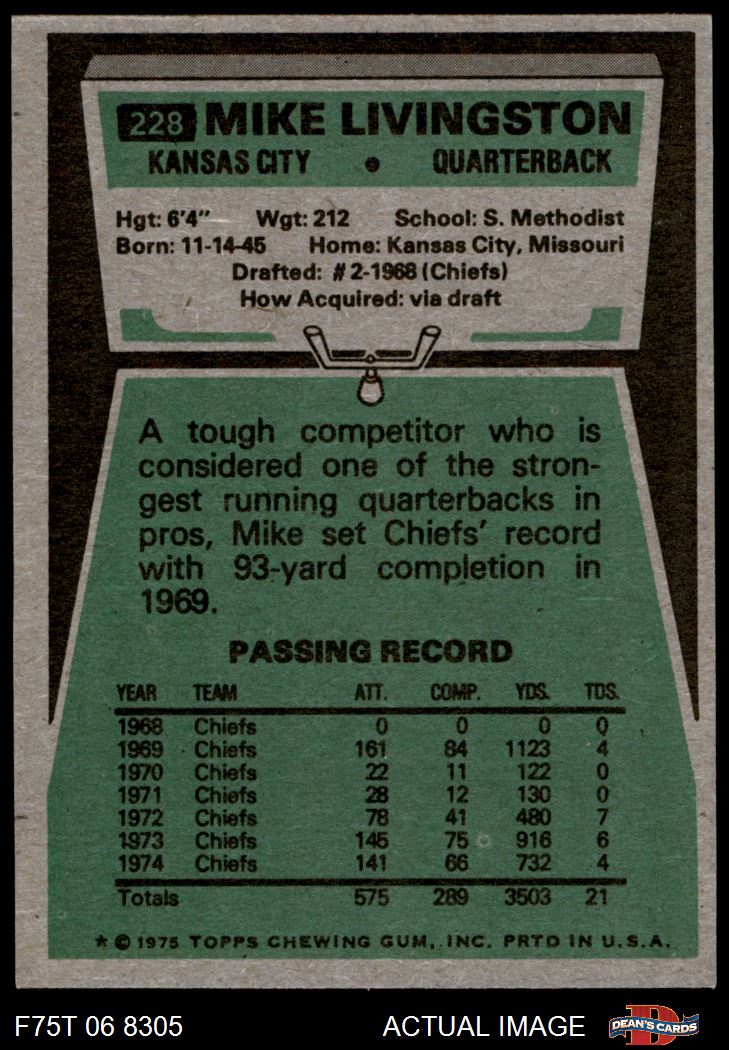 228 MIKE LIVINGSTON
KANSAS CITY • QUARTERBACK
Hgt: 6'4" Wgt: 212 School: S. Methodist
Born: 11-14-45 Home: Kansas City, Missouri
Drafted: #2-1968 (Chiefs)
How Acquired: via draft
A tough competitor who is
considered one of the stron-
gest running quarterbacks in
pros, Mike set Chiefs' record
with 93-yard completion in
1969.
PASSING RECORD
YEAR TEAM ATT. COMP. YDS. TDS.
1968 Chiefs 0 0 0 0
1969 Chiefs 161 84 1123 4
1970 Chiefs 22 11 122 0
1971 Chiefs 28 12 130 0
1972 Chiefs 78 41 480 7
1973 Chiefs 145 75 916 6
1974 Chiefs 141 66 732 4
Totals 575 289 3503 21
* © 1975 TOPPS CHEWING GUM, INC. PRTD IN U.S.A.
F75T 06 8305 ACTUAL IMAGE D DEAN'S CARDS